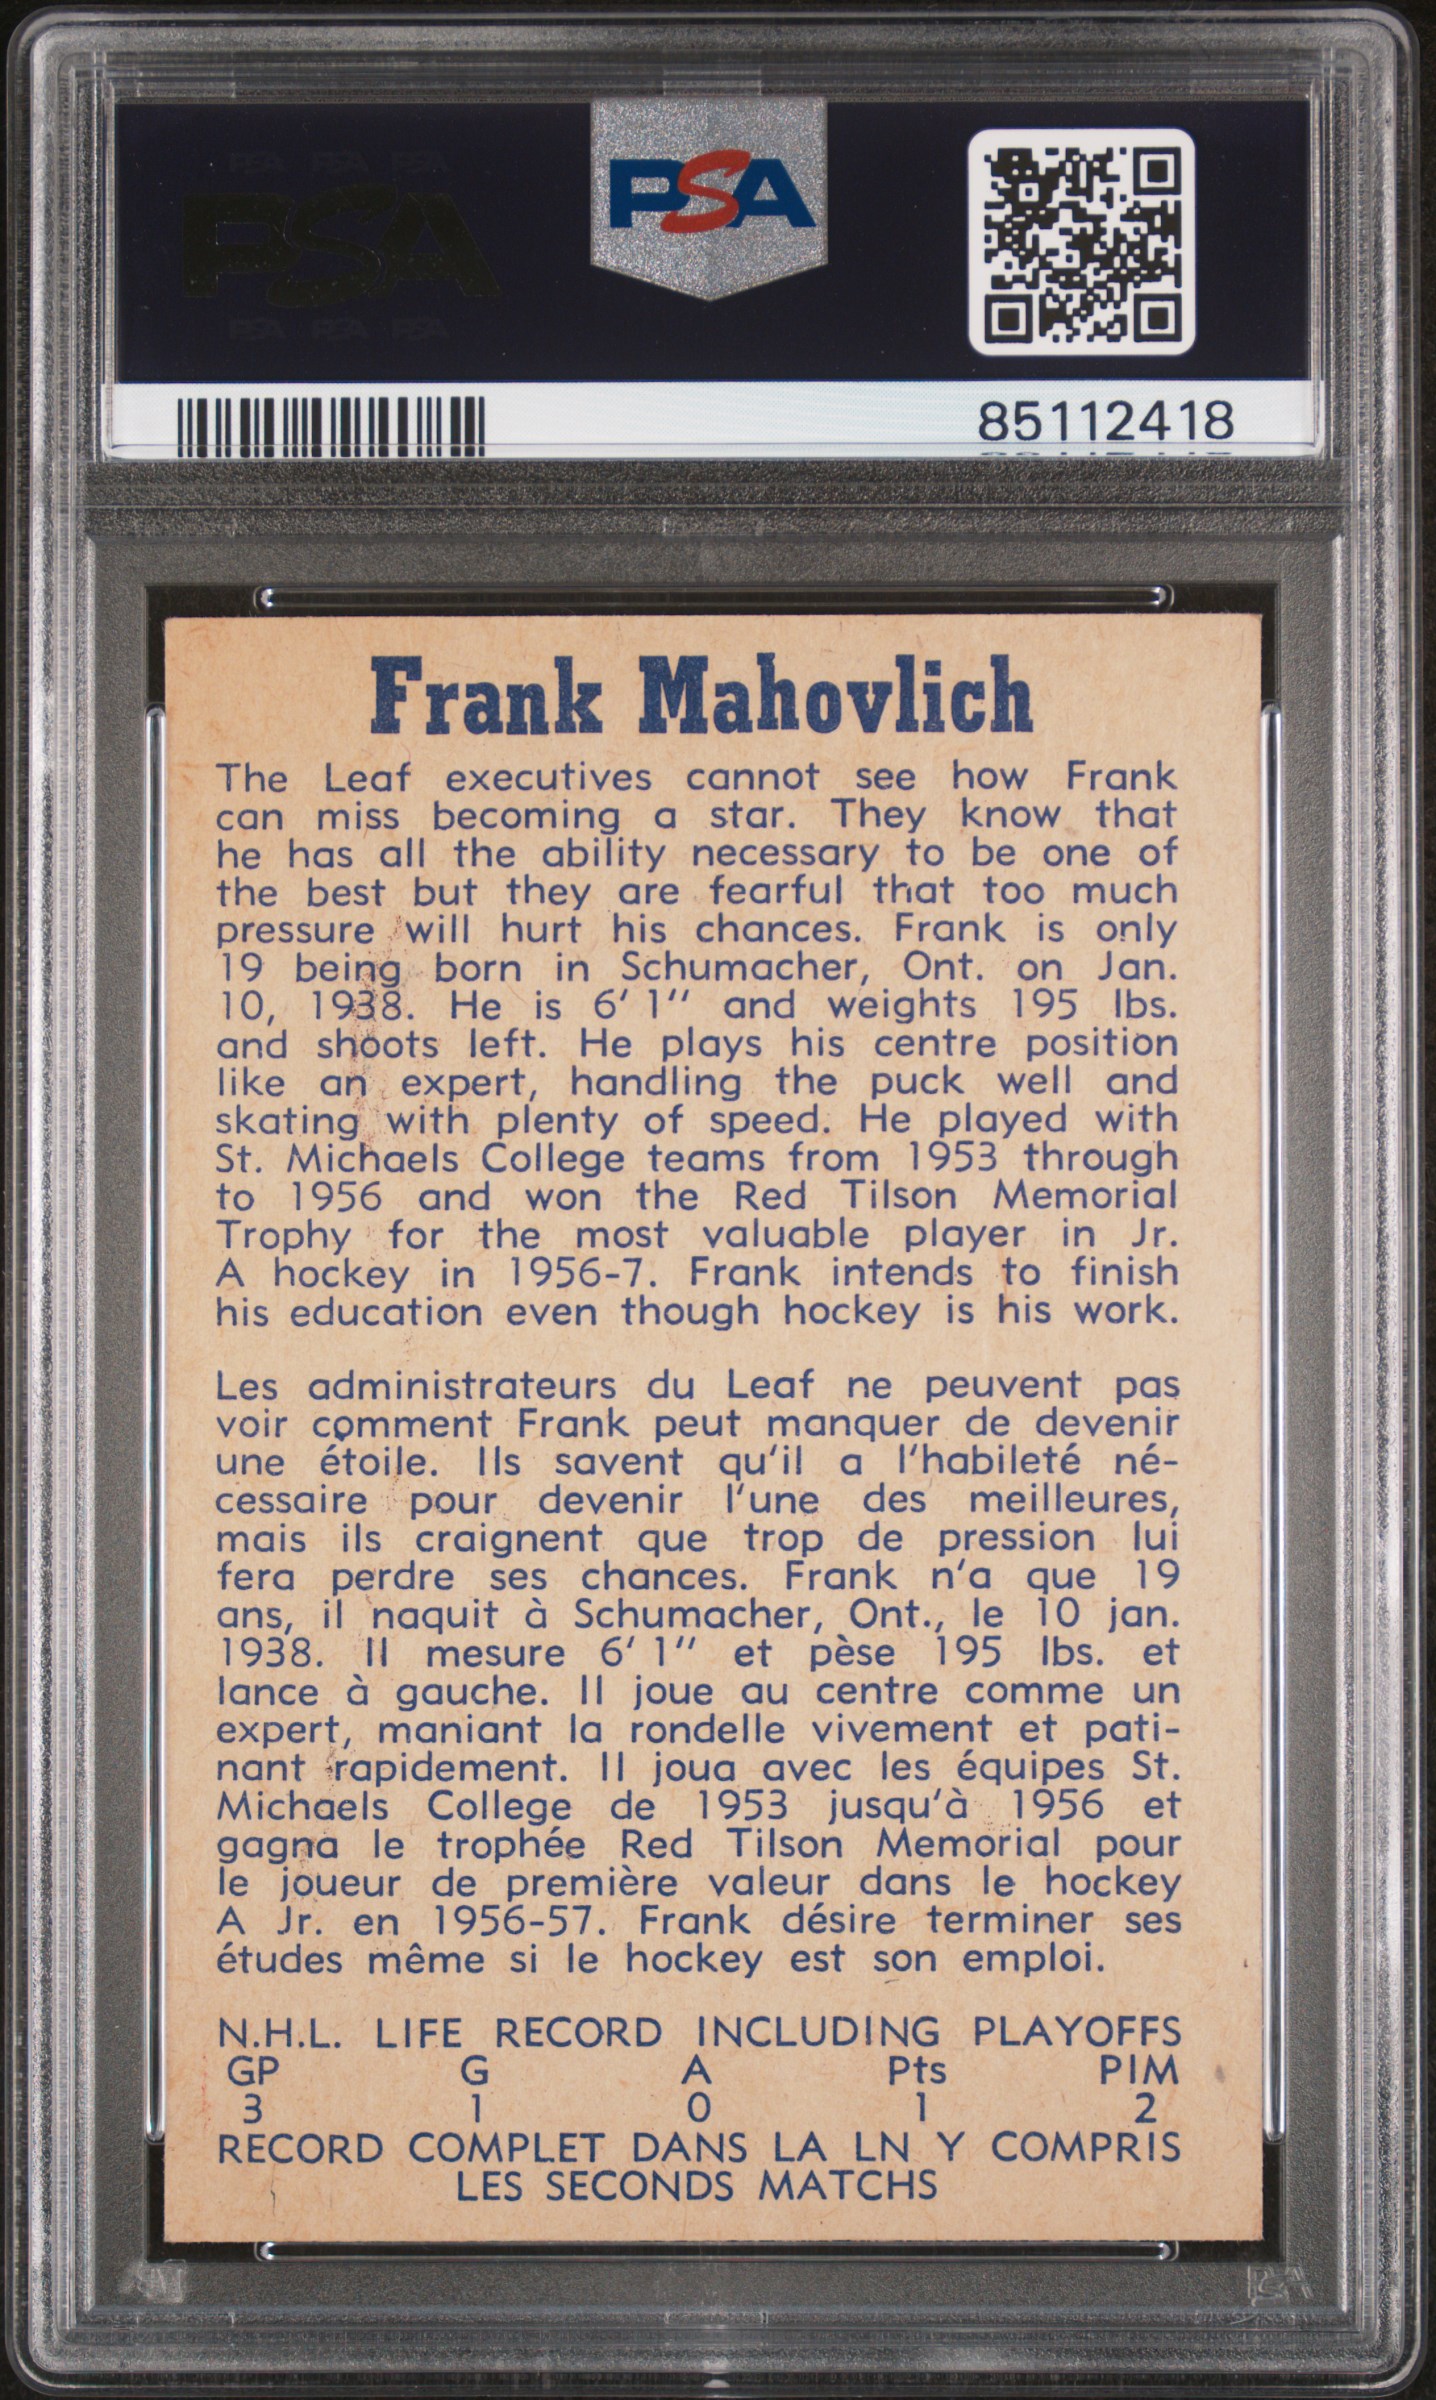 PSA
PSA
85112418
Frank Mahovlich
The Leaf executives cannot see how Frank
can miss becoming a star. They know that
he has all the ability necessary to be one of
the best but they are fearful that too much
pressure will hurt his chances. Frank is only
19 being born in Schumacher, Ont. on Jan.
10, 1938. He is 6' 1" and weights 195 lbs.
and shoots left. He plays his centre position
like an expert, handling the puck well and
skating with plenty of speed. He played with
St. Michaels College teams from 1953 through
to 1956 and won the Red Tilson Memorial
Trophy for the most valuable player in Jr.
A hockey in 1956-7. Frank intends to finish
his education even though hockey is his work.
Les administrateurs du Leaf ne peuvent pas
voir comment Frank peut manquer de devenir
une étoile. Ils savent qu'il a l'habileté né-
cessaire pour devenir l'une des meilleures,
mais ils craignent que trop de pression lui
fera perdre ses chances. Frank n'a que 19
ans, il naquit à Schumacher, Ont., le 10 jan.
1938. Il mesure 6' 1" et pèse 195 lbs. et
lance à gauche. Il joue au centre comme un
expert, maniant la rondelle vivement et pati-
nant rapidement. Il joua avec les équipes St.
Michaels College de 1953 jusqu'à 1956 et
gagna le trophée Red Tilson Memorial pour
le joueur de première valeur dans le hockey
A Jr. en 1956-57. Frank désire terminer ses
études même si le hockey est son emploi.
N.H.L. LIFE RECORD INCLUDING PLAYOFFS
GP G A Pts PIM
3 1 0 1 2
RECORD COMPLET DANS LA LN Y COMPRIS
LES SECONDS MATCHS
PSA